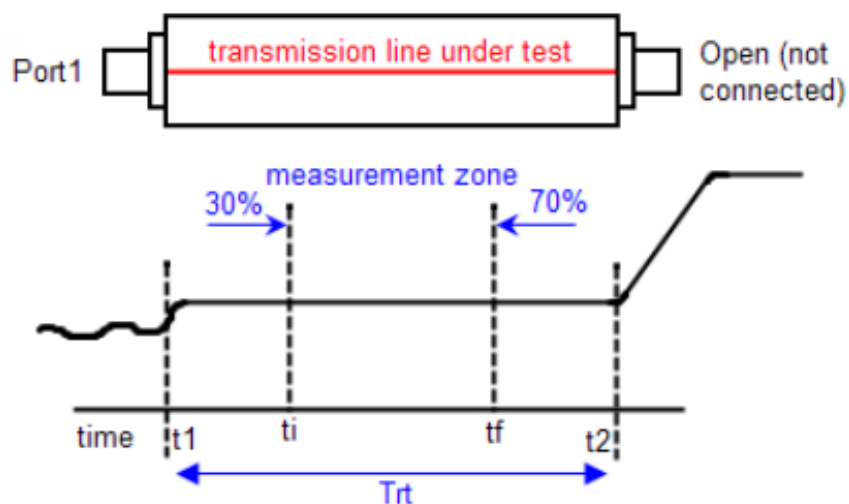 transmission line under test
Port1
Open (not
connected)
measurement zone
30%
70%
time
t1
ti
tf
t2
Trt